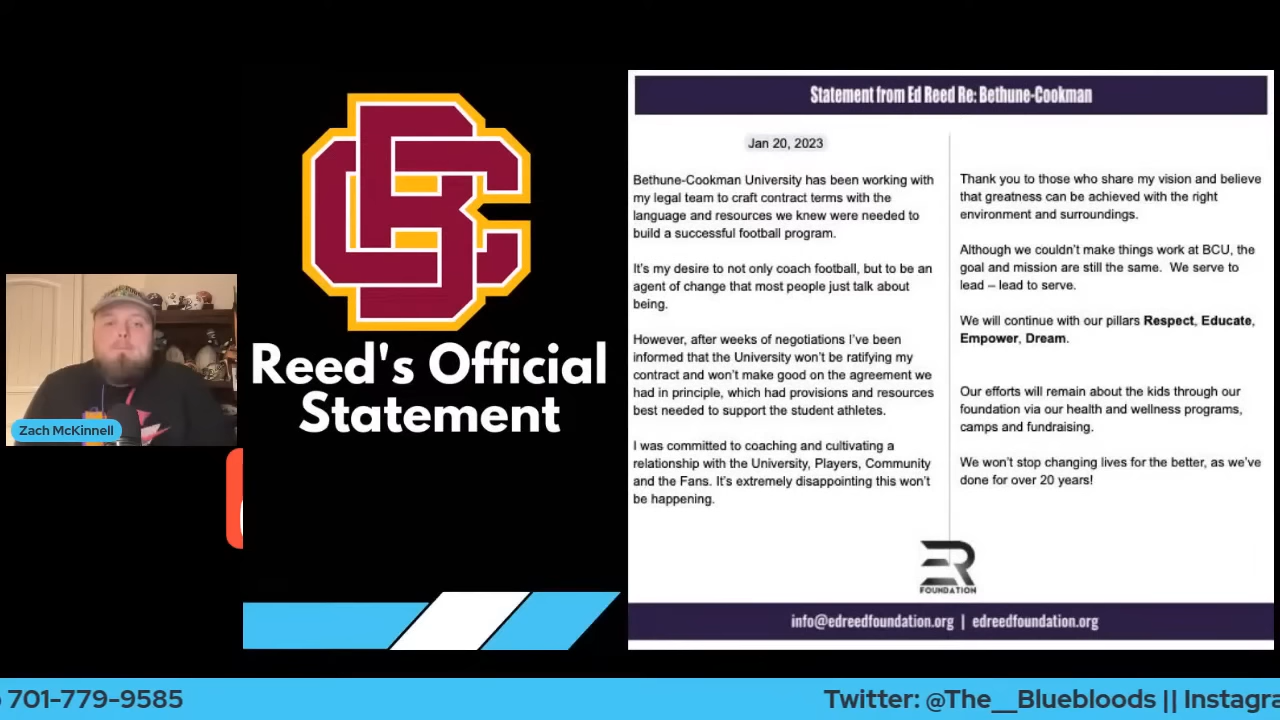 Zach McKinnell
BC
Reed's Official
Statement
Statement from Ed Reed Re: Bethune-Cookman
Jan 20, 2023
Bethune-Cookman University has been working with
my legal team to craft contract terms with the
language and resources we knew were needed to
build a successful football program.
It's my desire to not only coach football, but to be an
agent of change that most people just talk about
being.
However, after weeks of negotiations I've been
informed that the University won't be ratifying my
contract and won't make good on the agreement we
had in principle, which had provisions and resources
best needed to support the student athletes.
I was committed to coaching and cultivating a
relationship with the University, Players, Community
and the Fans. It's extremely disappointing this won't
be happening.
Thank you to those who share my vision and believe
that greatness can be achieved with the right
environment and surroundings.
Although we couldn't make things work at BCU, the
goal and mission are still the same. We serve to
lead – lead to serve.
We will continue with our pillars Respect, Educate,
Empower, Dream.
Our efforts will remain about the kids through our
foundation via our health and wellness programs,
camps and fundraising.
We won't stop changing lives for the better, as we've
done for over 20 years!
ER
FOUNDATION
info@edreedfoundation.org | edreedfoundation.org
701-779-9585
Twitter: @The__Bluebloods || Instagra